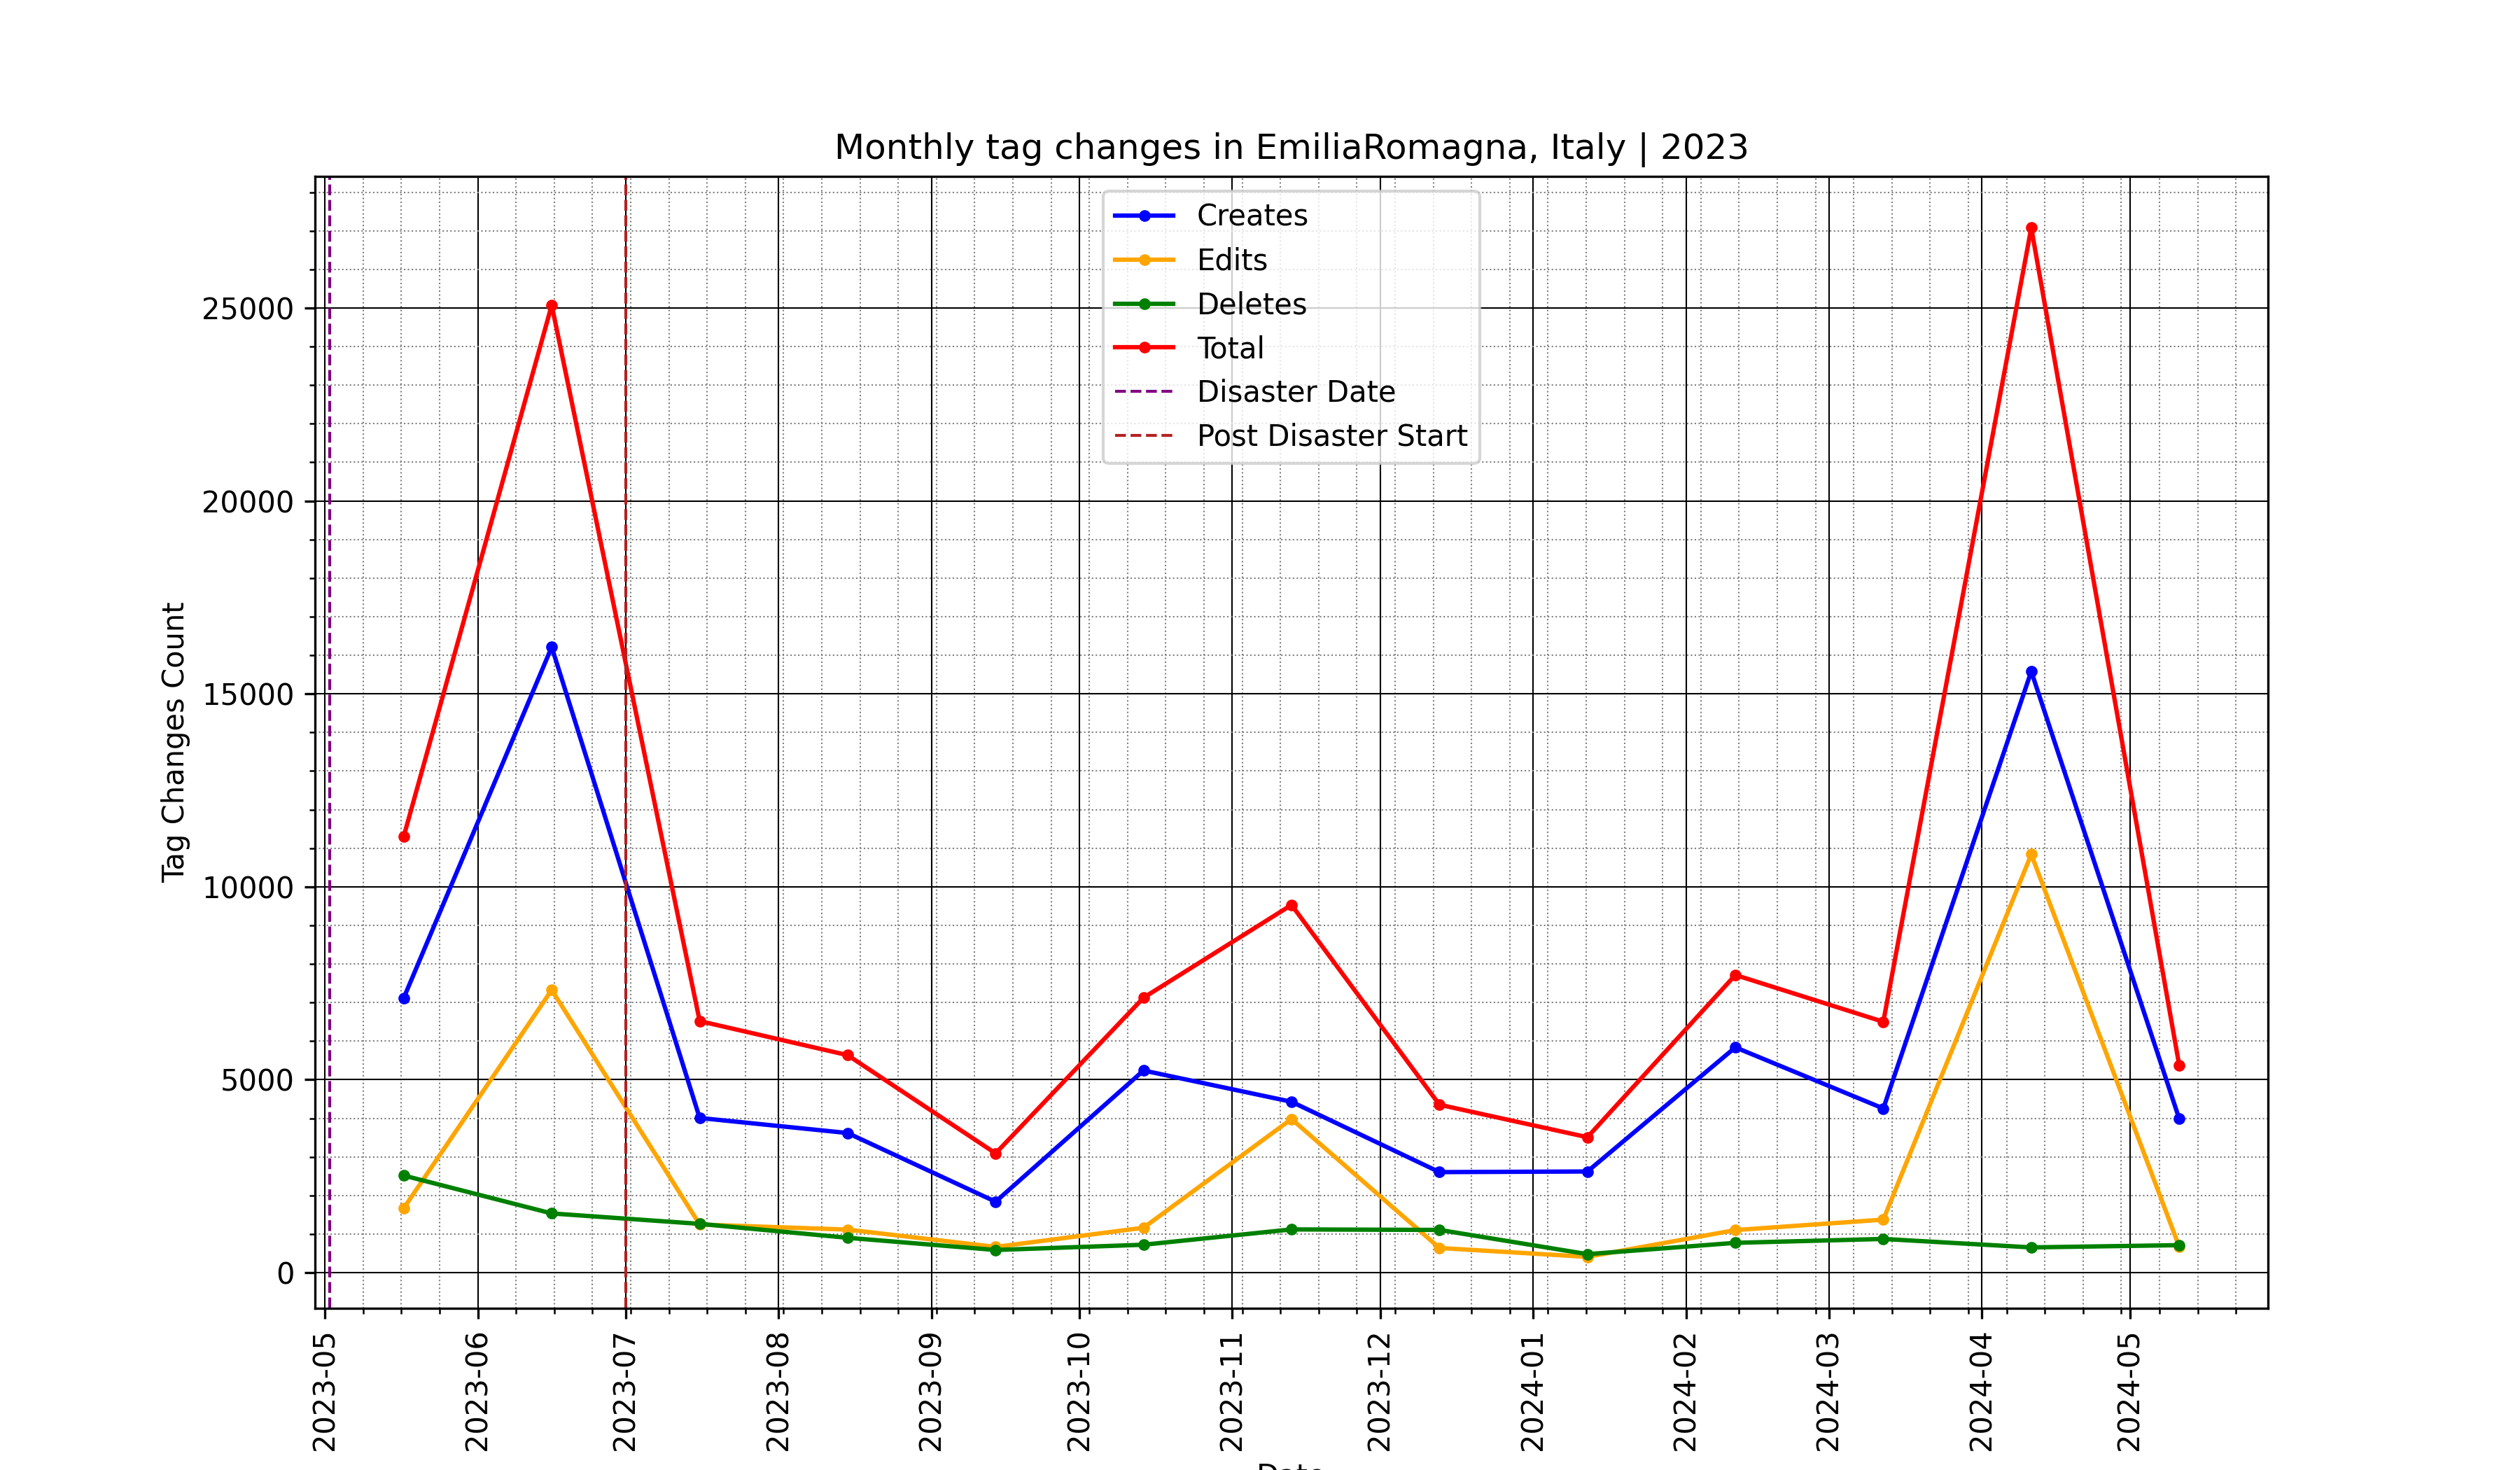 Monthly tag changes in EmiliaRomagna, Italy | 2023
Creates
Edits
Deletes
Total
Disaster Date
Post Disaster Start
Tag Changes Count
25000
20000
15000
10000
5000
0
2023-05
2023-06
2023-07
2023-08
2023-09
2023-10
2023-11
2023-12
2024-01
2024-02
2024-03
2024-04
2024-05
Date